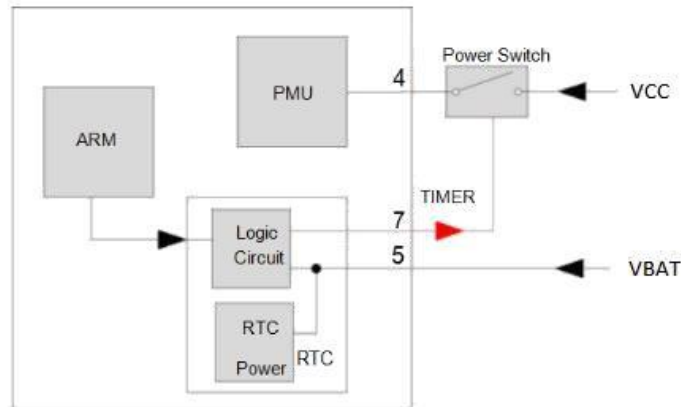 Power Switch
4
PMU
VCC
ARM
TIMER
7
Logic
Circuit
5
VBAT
RTC
RTC
Power